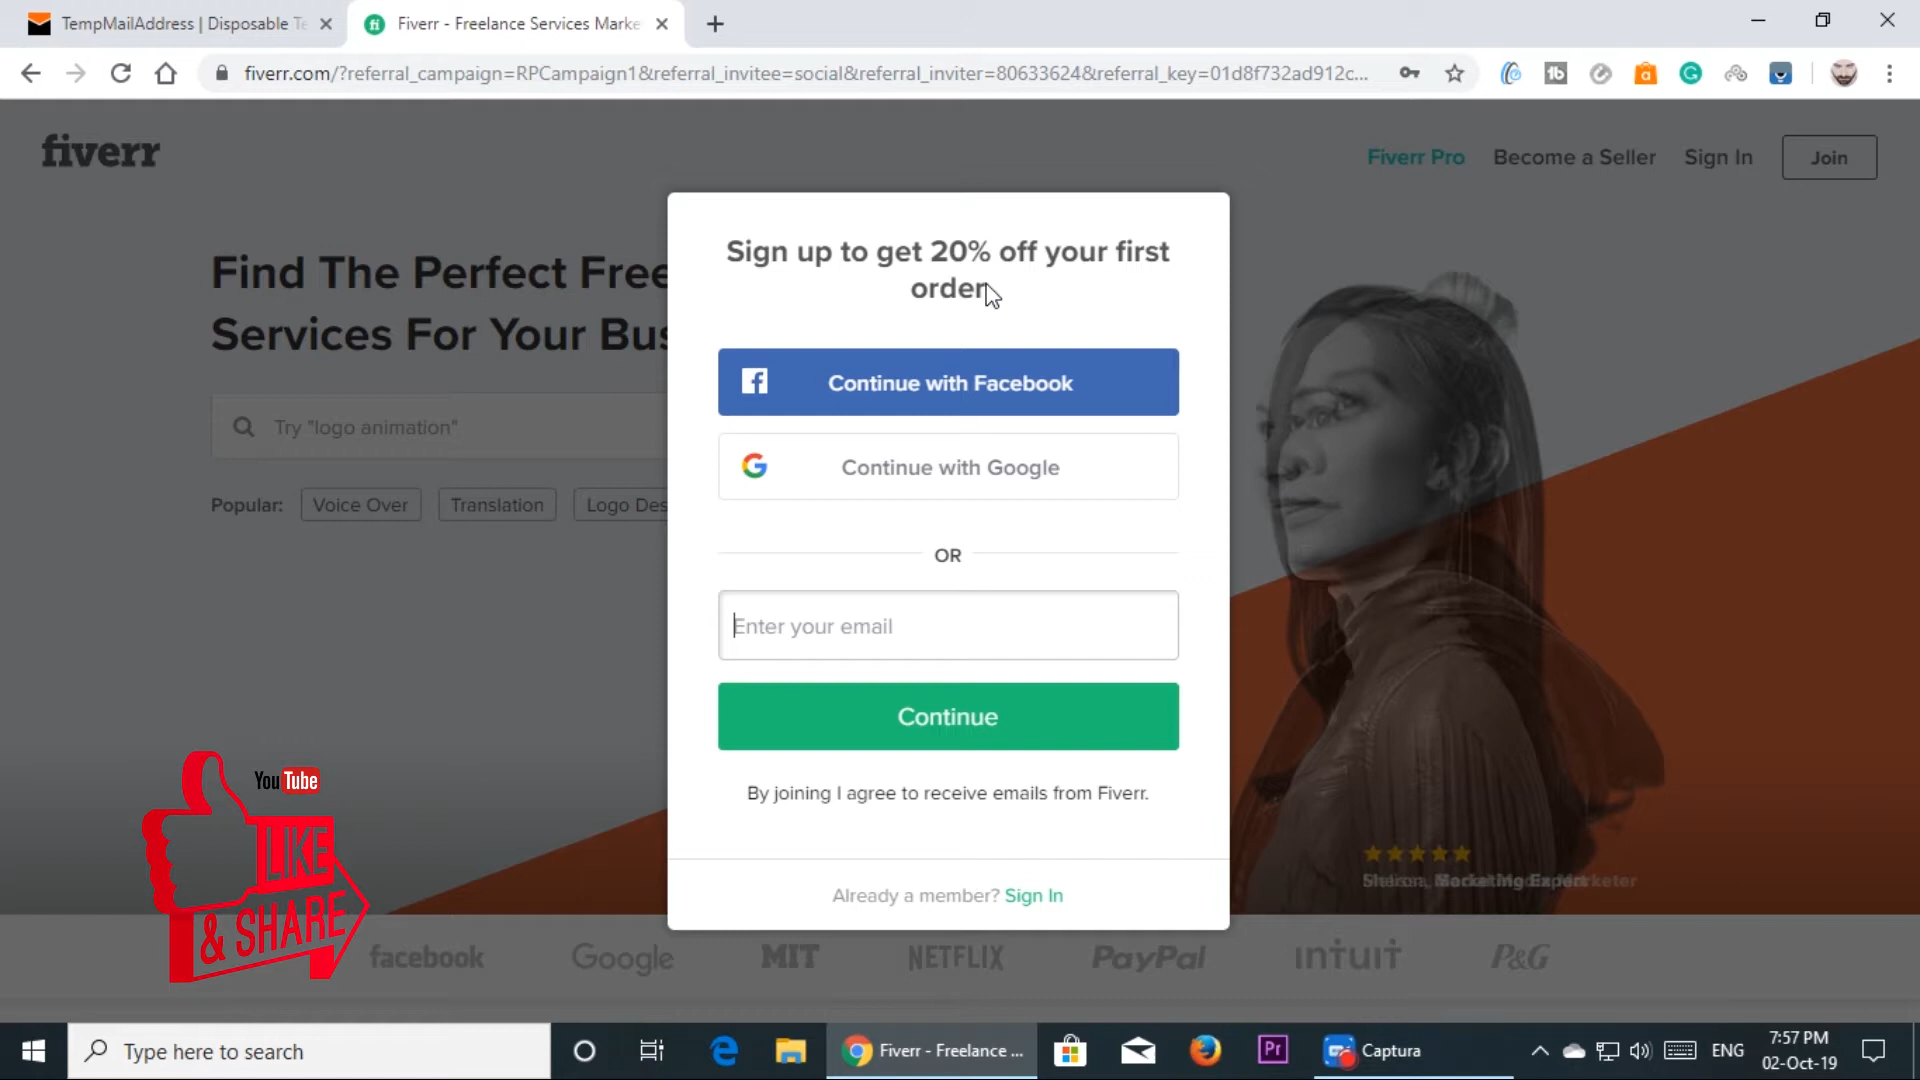 TempMailAddress | Disposable Te
Fiverr - Freelance Services Marke
fiverr.com/?referral_campaign=RPCampaign1&referral_invitee=social&referral_inviter=80633624&referral_key=01d8f732ad912c...
fiverr
Fiverr Pro
Become a Seller
Sign In
Join
Find The Perfect Free
Services For Your Bus
Try "logo animation"
Popular:
Voice Over
Translation
Logo Des
Sign up to get 20% off your first
order
Continue with Facebook
Continue with Google
OR
Enter your email
Continue
By joining I agree to receive emails from Fiverr.
Already a member? Sign In
YouTube
LIKE
& SHARE
facebook
Google
MIT
NETFLIX
PayPal
intuit
P&G
Type here to search
Fiverr - Freelance ...
Pr
Captura
ENG
7:57 PM
02-Oct-19